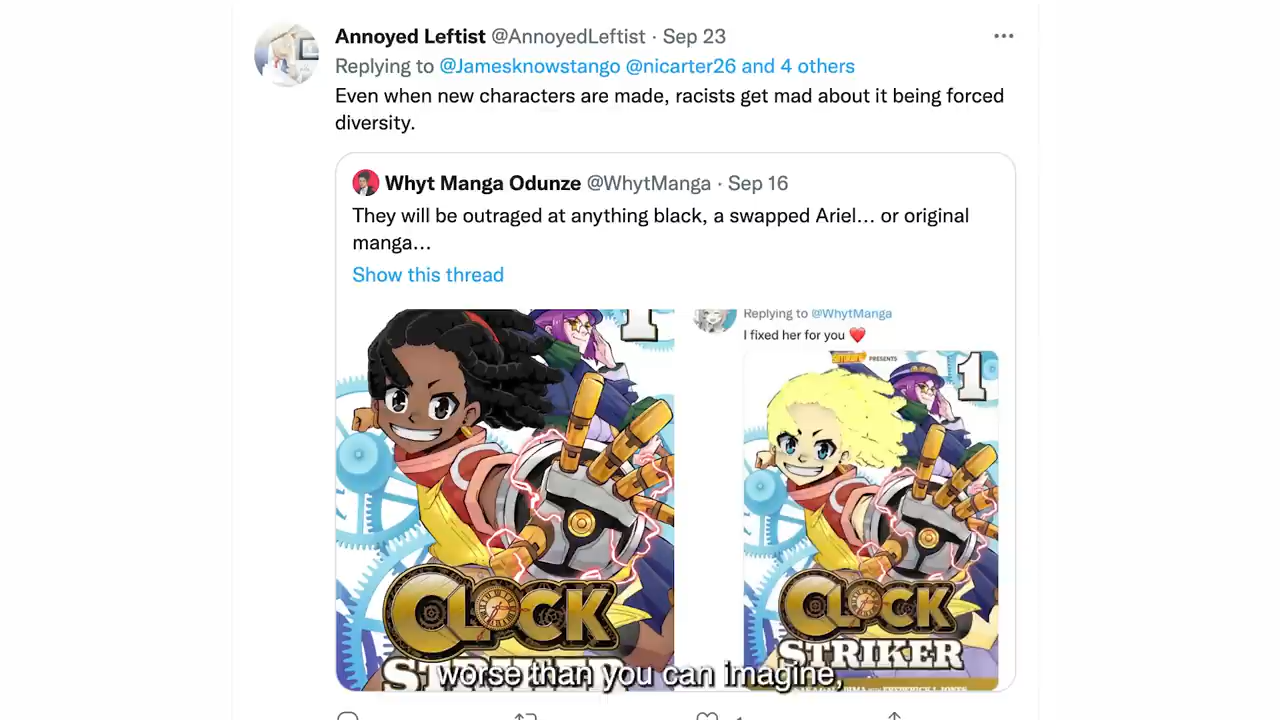 Annoyed Leftist @AnnoyedLeftist · Sep 23
Replying to @Jamesknowstango @nicarter26 and 4 others
Even when new characters are made, racists get mad about it being forced
diversity.
Whyt Manga Odunze @WhytManga · Sep 16
They will be outraged at anything black, a swapped Ariel... or original
manga...
Show this thread
1
CLOCK
Replying to @WhytManga
I fixed her for you ❤️
PRESENTS
1
CLOCK
STRIKER
worse than you can imagine,